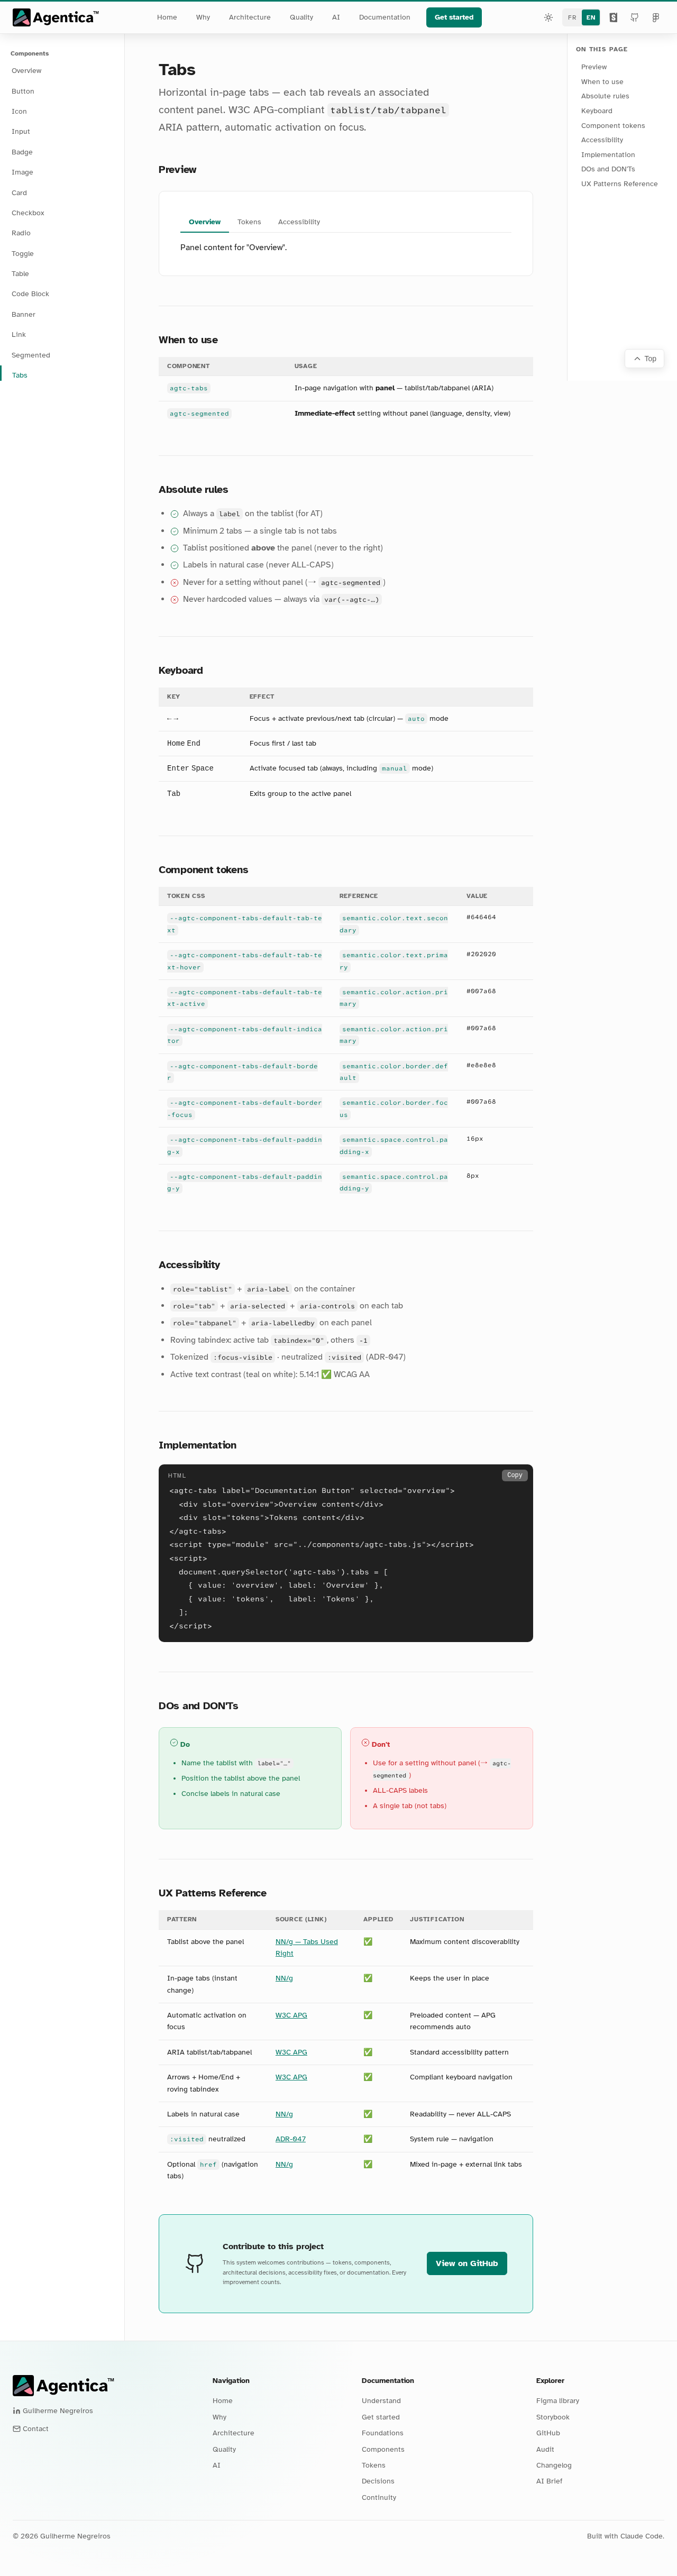 Agentica™
Home
Why
Architecture
Quality
AI
Documentation
Get started
FR
EN
Components
Overview
Button
Icon
Input
Badge
Image
Card
Checkbox
Radio
Toggle
Table
Code Block
Banner
Link
Segmented
Tabs
ON THIS PAGE
Preview
When to use
Absolute rules
Keyboard
Component tokens
Accessibility
Implementation
DOs and DON'Ts
UX Patterns Reference
Top
Tabs
Horizontal in-page tabs — each tab reveals an associated
content panel. W3C APG-compliant tablist/tab/tabpanel
ARIA pattern, automatic activation on focus.
Preview
Overview Tokens Accessibility
Panel content for "Overview".
When to use
COMPONENT USAGE
agtc-tabs In-page navigation with panel — tablist/tab/tabpanel (ARIA)
agtc-segmented Immediate-effect setting without panel (language, density, view)
Absolute rules
• Always a label on the tablist (for AT)
• Minimum 2 tabs — a single tab is not tabs
• Tablist positioned above the panel (never to the right)
• Labels in natural case (never ALL-CAPS)
• Never for a setting without panel (→ agtc-segmented)
• Never hardcoded values — always via var(--agtc-…)
Keyboard
KEY EFFECT
←→ Focus + activate previous/next tab (circular) — auto mode
Home End Focus first / last tab
Enter Space Activate focused tab (always, including manual mode)
Tab Exits group to the active panel
Component tokens
TOKEN CSS REFERENCE VALUE
--agtc-component-tabs-default-tab-te semantic.color.text.secon #646464
xt dary
--agtc-component-tabs-default-tab-te semantic.color.text.prima #202020
xt-hover ry
--agtc-component-tabs-default-tab-te semantic.color.action.pri #007a68
xt-active mary
--agtc-component-tabs-default-indica semantic.color.action.pri #007a68
tor mary
--agtc-component-tabs-default-borde semantic.color.border.def #e8e8e8
r ault
--agtc-component-tabs-default-border semantic.color.border.foc #007a68
-focus us
--agtc-component-tabs-default-paddin semantic.space.control.pa 16px
g-x dding-x
--agtc-component-tabs-default-paddin semantic.space.control.pa 8px
g-y dding-y
Accessibility
• role="tablist" + aria-label on the container
• role="tab" + aria-selected + aria-controls on each tab
• role="tabpanel" + aria-labelledby on each panel
• Roving tabindex: active tab tabindex="0", others -1
• Tokenized :focus-visible · neutralized :visited (ADR-047)
• Active text contrast (teal on white): 5.14:1 ✅ WCAG AA
Implementation
HTML
Copy
<agtc-tabs label="Documentation Button" selected="overview">
<div slot="overview">Overview content</div>
<div slot="tokens">Tokens content</div>
</agtc-tabs>
<script type="module" src="../components/agtc-tabs.js"></script>
<script>
document.querySelector('agtc-tabs').tabs = [
{ value: 'overview', label: 'Overview' },
{ value: 'tokens', label: 'Tokens' },
];
</script>
DOs and DON'Ts
Do
• Name the tablist with label="…"
• Position the tablist above the panel
• Concise labels in natural case
Don't
• Use for a setting without panel (→ agtc-
segmented)
• ALL-CAPS labels
• A single tab (not tabs)
UX Patterns Reference
PATTERN SOURCE (LINK) APPLIED JUSTIFICATION
Tablist above the panel NN/g — Tabs Used ✅ Maximum content discoverability
Right
In-page tabs (instant NN/g ✅ Keeps the user in place
change)
Automatic activation on W3C APG ✅ Preloaded content — APG
focus recommends auto
ARIA tablist/tab/tabpanel W3C APG ✅ Standard accessibility pattern
Arrows + Home/End + W3C APG ✅ Compliant keyboard navigation
roving tabindex
Labels in natural case NN/g ✅ Readability — never ALL-CAPS
:visited neutralized ADR-047 ✅ System rule — navigation
Optional href (navigation NN/g ✅ Mixed in-page + external link tabs
tabs)
Contribute to this project
This system welcomes contributions — tokens, components,
architectural decisions, accessibility fixes, or documentation. Every
improvement counts.
View on GitHub
Agentica™
Guilherme Negreiros
Contact
Navigation
Home
Why
Architecture
Quality
AI
Documentation
Understand
Get started
Foundations
Components
Tokens
Decisions
Continuity
Explorer
Figma library
Storybook
GitHub
Audit
Changelog
AI Brief
© 2026 Guilherme Negreiros
Built with Claude Code.